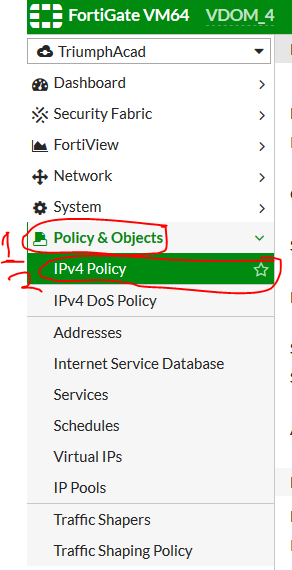 FortiGate VM64 VDOM_4
TriumphAcad
Dashboard
Security Fabric
FortiView
Network
System
1 Policy & Objects
2 IPv4 Policy
IPv4 DoS Policy
Addresses
Internet Service Database
Services
Schedules
Virtual IPs
IP Pools
Traffic Shapers
Traffic Shaping Policy